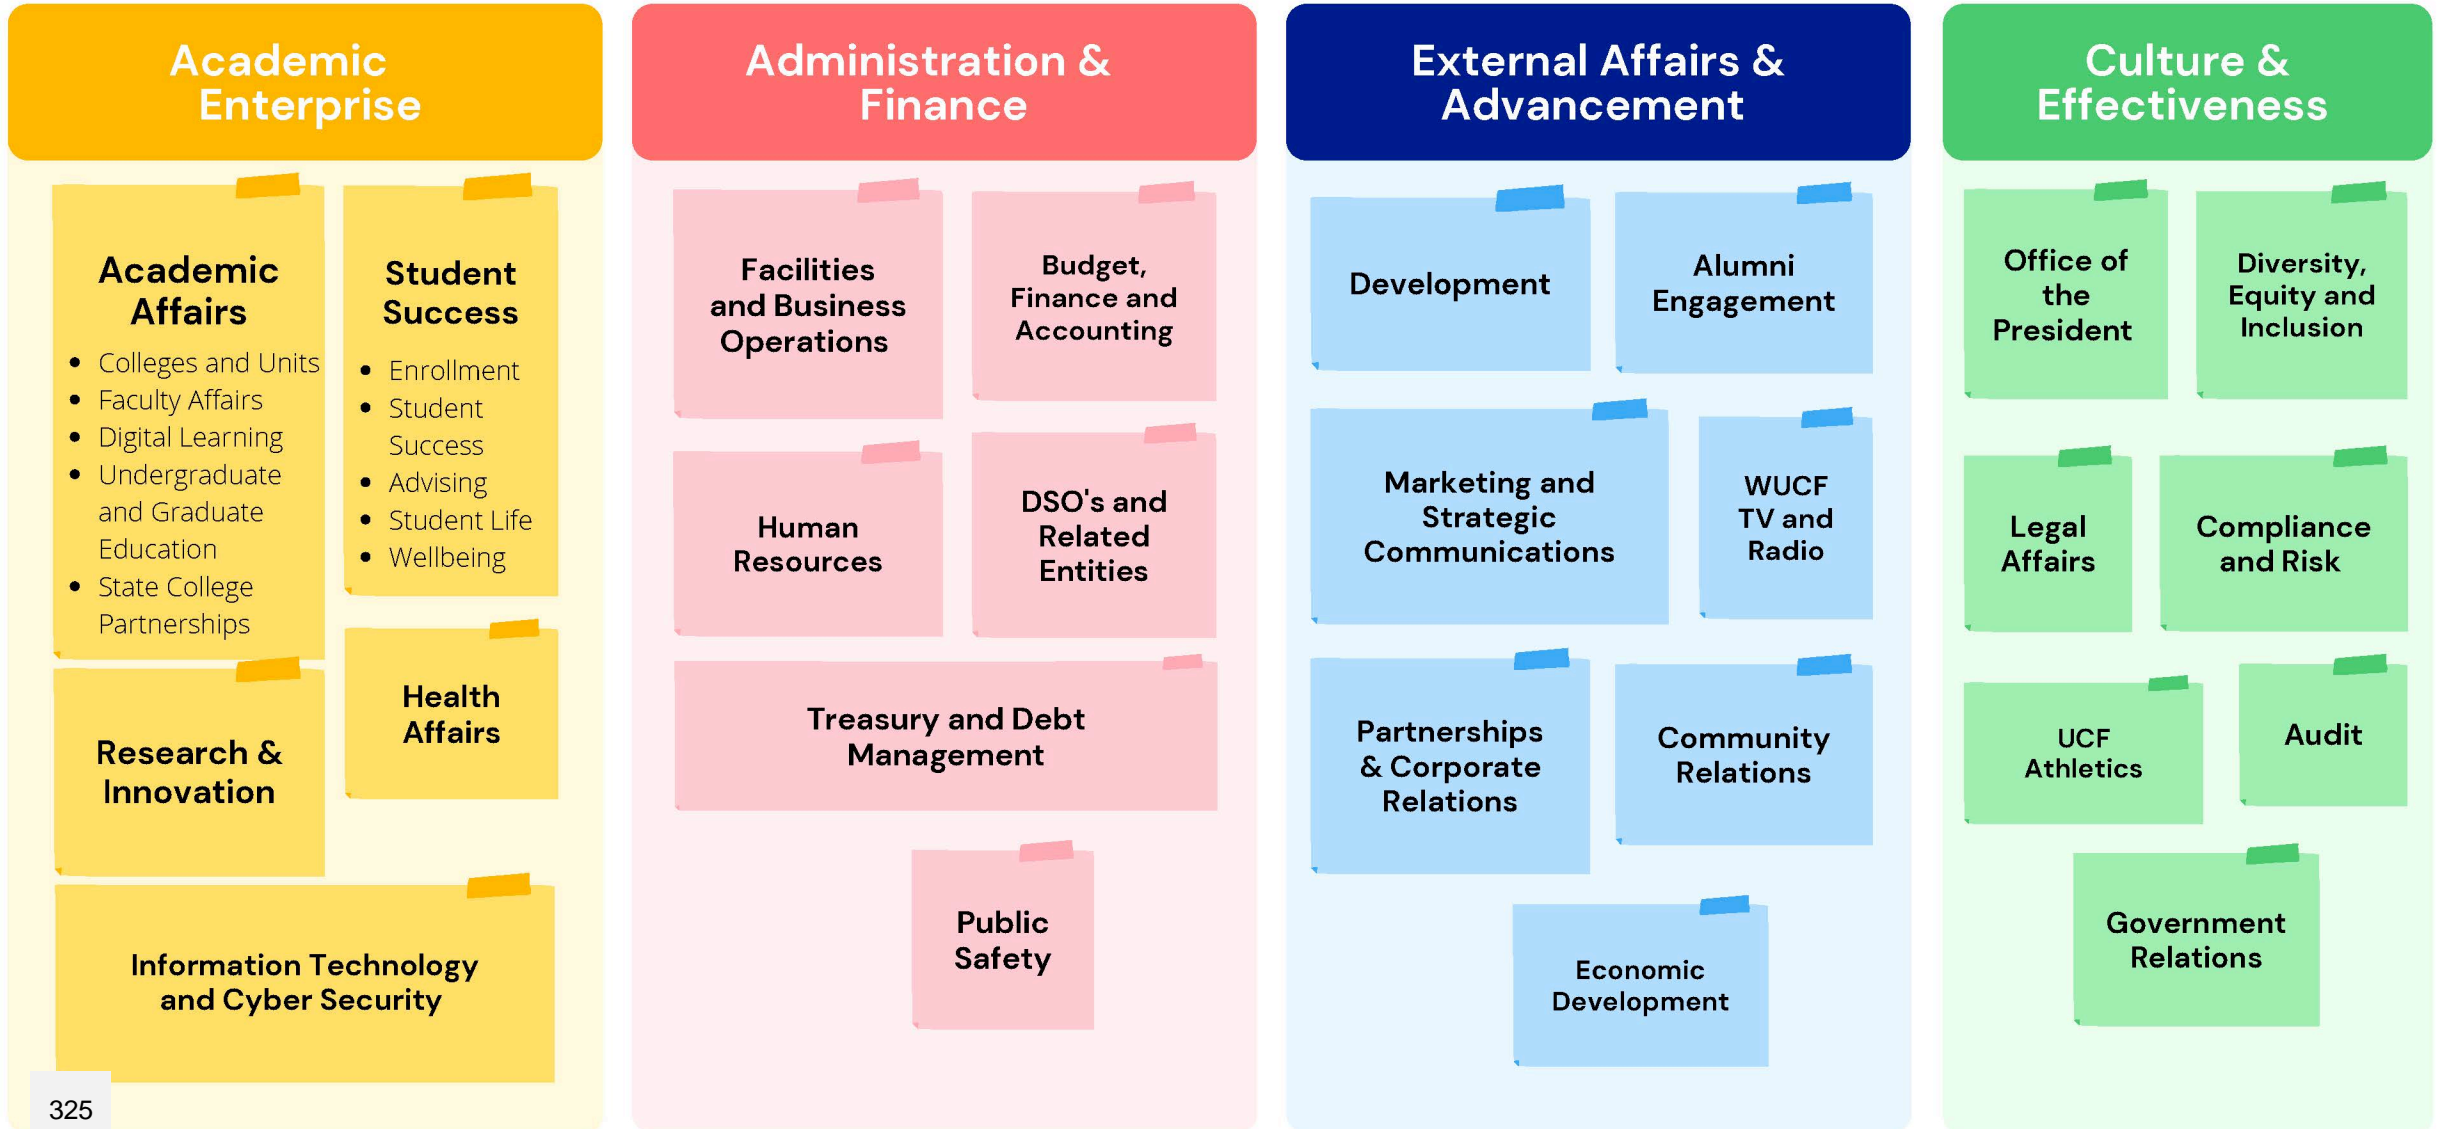 Academic
Enterprise
Academic
Affairs
• Colleges and Units
• Faculty Affairs
• Digital Learning
• Undergraduate
and Graduate
Education
• State College
Partnerships
Student
Success
• Enrollment
• Student
Success
• Advising
• Student Life
• Wellbeing
Research &
Innovation
Health
Affairs
Information Technology
and Cyber Security
325
Administration &
Finance
Facilities
and Business
Operations
Budget,
Finance and
Accounting
Human
Resources
DSO's and
Related
Entities
Treasury and Debt
Management
Public
Safety
External Affairs &
Advancement
Development
Alumni
Engagement
Marketing and
Strategic
Communications
WUCF
TV and
Radio
Partnerships
& Corporate
Relations
Community
Relations
Economic
Development
Culture &
Effectiveness
Office of
the
President
Diversity,
Equity and
Inclusion
Legal
Affairs
Compliance
and Risk
UCF
Athletics
Audit
Government
Relations